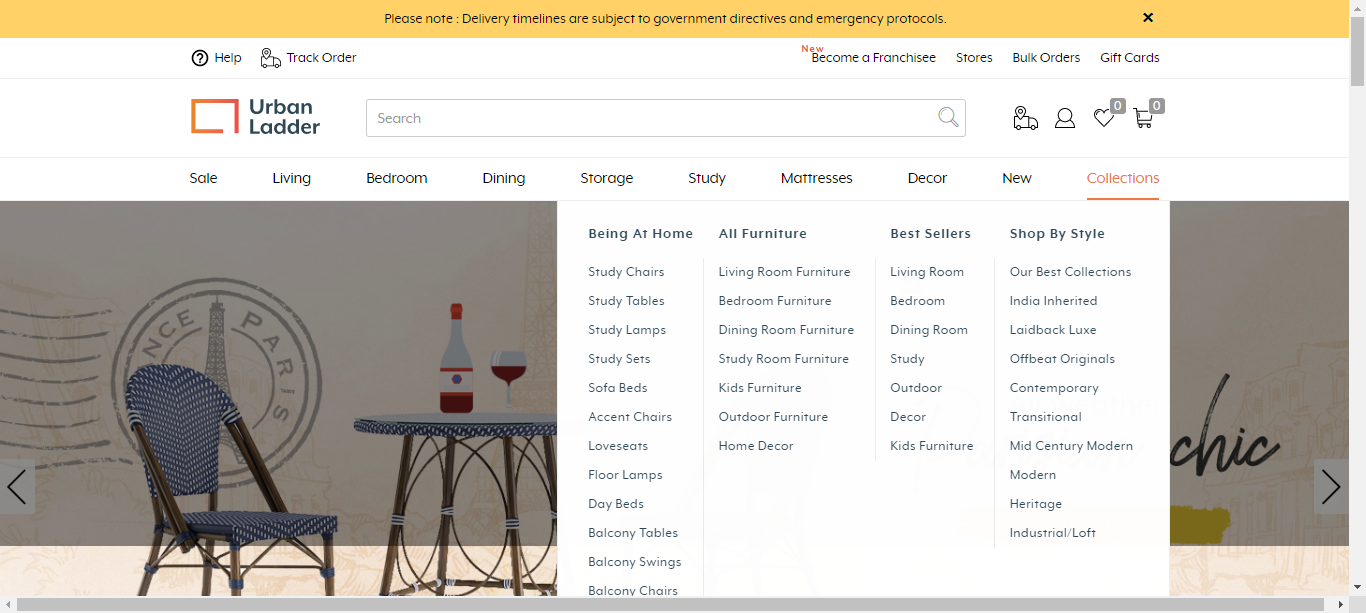 Please note : Delivery timelines are subject to government directives and emergency protocols.
Help
Track Order
New
Become a Franchisee
Stores
Bulk Orders
Gift Cards
Urban
Ladder
Search
0
0
Sale
Living
Bedroom
Dining
Storage
Study
Mattresses
Decor
New
Collections
Being At Home
Study Chairs
Study Tables
Study Lamps
Study Sets
Sofa Beds
Accent Chairs
Loveseats
Floor Lamps
Day Beds
Balcony Tables
Balcony Swings
Balcony Chairs
All Furniture
Living Room Furniture
Bedroom Furniture
Dining Room Furniture
Study Room Furniture
Kids Furniture
Outdoor Furniture
Home Decor
Best Sellers
Living Room
Bedroom
Dining Room
Study
Outdoor
Decor
Kids Furniture
Shop By Style
Our Best Collections
India Inherited
Laidback Luxe
Offbeat Originals
Contemporary
Transitional
Mid Century Modern
Modern
Heritage
Industrial/Loft
PARIS
chic